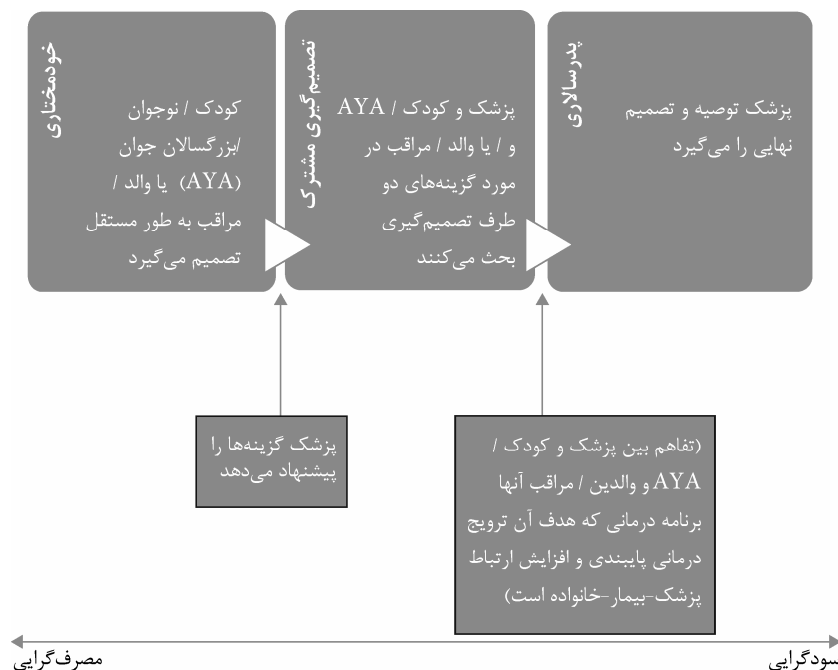 پدرسالاری
پزشک توصیه و تصمیم
نهایی را می‌گیرد
تصمیم‌گیری مشترک
پزشک و کودک / AYA
و / یا والد / مراقب در
مورد گزینه‌های دو
طرف تصمیم‌گیری
بحث می‌کنند
خودمختاری
کودک / نوجوان
/بزرگسالان جوان
(AYA) یا والد /
مراقب به طور مستقل
تصمیم می‌گیرد
(تفاهم بین پزشک و کودک /
AYA و والدین / مراقب آنها
برنامه درمانی که هدف آن ترویج
درمانی پایبندی و افزایش ارتباط
پزشک-بیمار-خانواده است)
پزشک گزینه‌ها را
پیشنهاد می‌دهد
سودگرایی
مصرف‌گرایی